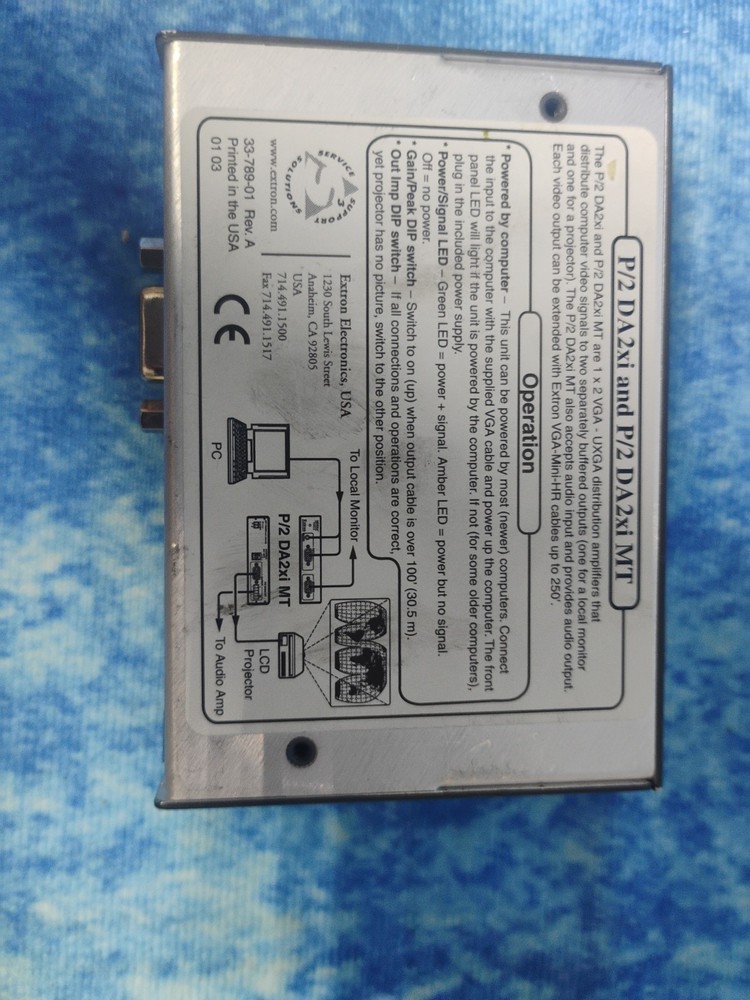 P/2 DA2xi and P/2 DA2xi MT
The P/2 DA2xi and P/2 DA2xi MT are 1 x 2 VGA - UXGA distribution amplifiers that
distribute computer video signals to two separately buffered outputs (one for a local monitor
and one for a projector). The P/2 DA2xi MT also accepts audio input and provides audio output.
Each video output can be extended with Extron VGA-Mini-HR cables up to 250'.
Operation
• Powered by computer – This unit can be powered by most (newer) computers. Connect
the input to the computer with the supplied VGA cable and power up the computer. The front
panel LED will light if the unit is powered by the computer. If not (for some older computers),
plug in the included power supply.
• Power/Signal LED – Green LED = power + signal. Amber LED = power but no signal.
Off = no power.
• Gain/Peak DIP switch – Switch to on (up) when output cable is over 100' (30.5 m).
• Out Imp DIP switch – If all connections and operations are correct,
yet projector has no picture, switch to the other position.
SERVICE SUPPORT SOLUTIONS
S3
www.extron.com
33-789-01 Rev. A
Printed in the USA
01 03
Extron Electronics, USA
1230 South Lewis Street
Anaheim, CA 92805
USA
714.491.1500
Fax 714.491.1517
CE
To Local Monitor
P/2 DA2xi MT
PC
LCD
Projector
To Audio Amp